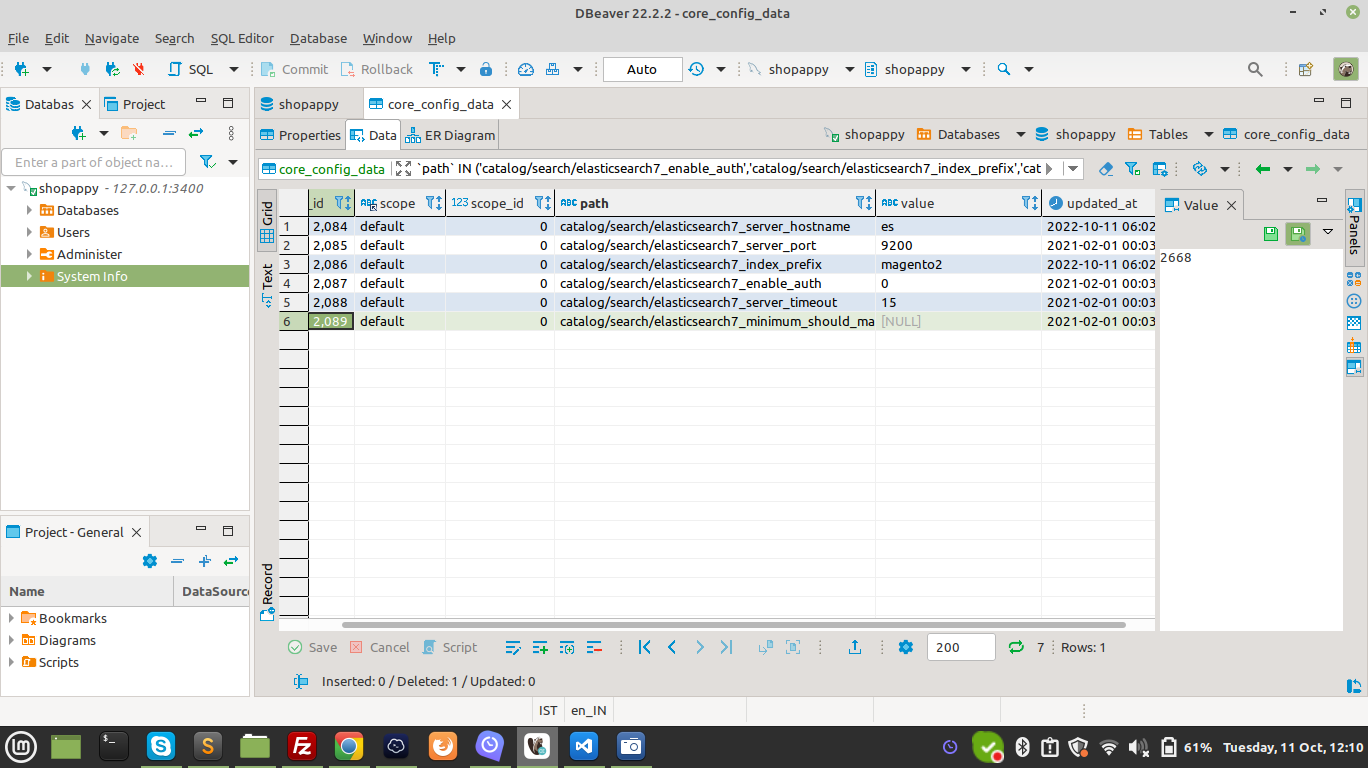 DBeaver 22.2.2 - core_config_data
File Edit Navigate Search SQL Editor Database Window Help
SQL Commit Rollback Auto shopappy shopappy
Databas Project
Enter a part of object na...
shopappy - 127.0.0.1:3400
Databases
Users
Administer
System Info
Project - General
Name DataSourc
Bookmarks
Diagrams
Scripts
shopappy core_config_data
Properties Data ER Diagram shopappy Databases shopappy Tables core_config_data
core_config_data `path` IN ('catalog/search/elasticsearch7_enable_auth','catalog/search/elasticsearch7_index_prefix','cat
Grid
Text
Record
_id ABC scope 123 scope_id ABC path ABC value updated_at
1 2,084 default 0 catalog/search/elasticsearch7_server_hostname es 2022-10-11 06:02
2 2,085 default 0 catalog/search/elasticsearch7_server_port 9200 2021-02-01 00:03
3 2,086 default 0 catalog/search/elasticsearch7_index_prefix magento2 2022-10-11 06:02
4 2,087 default 0 catalog/search/elasticsearch7_enable_auth 0 2021-02-01 00:03
5 2,088 default 0 catalog/search/elasticsearch7_server_timeout 15 2021-02-01 00:03
6 2,089 default 0 catalog/search/elasticsearch7_minimum_should_ma [NULL] 2021-02-01 00:03
Value
2668
Panels
Save Cancel Script 200 7 Rows: 1
Inserted: 0 / Deleted: 1 / Updated: 0
IST en_IN
61% Tuesday, 11 Oct, 12:10